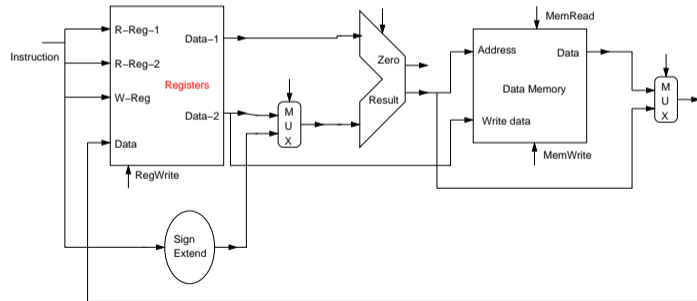 Instruction
R-Reg-1
R-Reg-2
W-Reg
Data
Data-1
Registers
Data-2
RegWrite
Sign
Extend
M
U
X
Zero
Result
MemRead
Address
Data
Data Memory
Write data
MemWrite
M
U
X